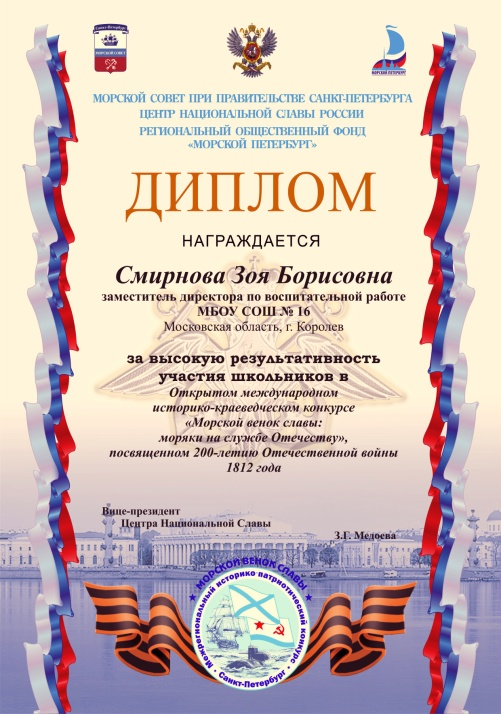 Санкт-Петербург
МОРСКОЙ СОВЕТ
МОРСКОЙ ПЕТЕРБУРГ
МОРСКОЙ СОВЕТ ПРИ ПРАВИТЕЛЬСТВЕ САНКТ-ПЕТЕРБУРГА
ЦЕНТР НАЦИОНАЛЬНОЙ СЛАВЫ РОССИИ
РЕГИОНАЛЬНЫЙ ОБЩЕСТВЕННЫЙ ФОНД
«МОРСКОЙ ПЕТЕРБУРГ»
ДИПЛОМ
НАГРАЖДАЕТСЯ
Смирнова Зоя Борисовна
заместитель директора по воспитательной работе
МБОУ СОШ № 16
Московская область, г. Королев
за высокую результативность
участия школьников в
Открытом международном
историко-краеведческом конкурсе
«Морской венок славы:
моряки на службе Отечеству»,
посвященном 200-летию Отечественной войны
1812 года
Вице-президент
Центра Национальной Славы
З.Г. Медоева
МОРСКОЙ ВЕНОК СЛАВЫ
Межрегиональный историко патриотический конкурс
Санкт-Петербург